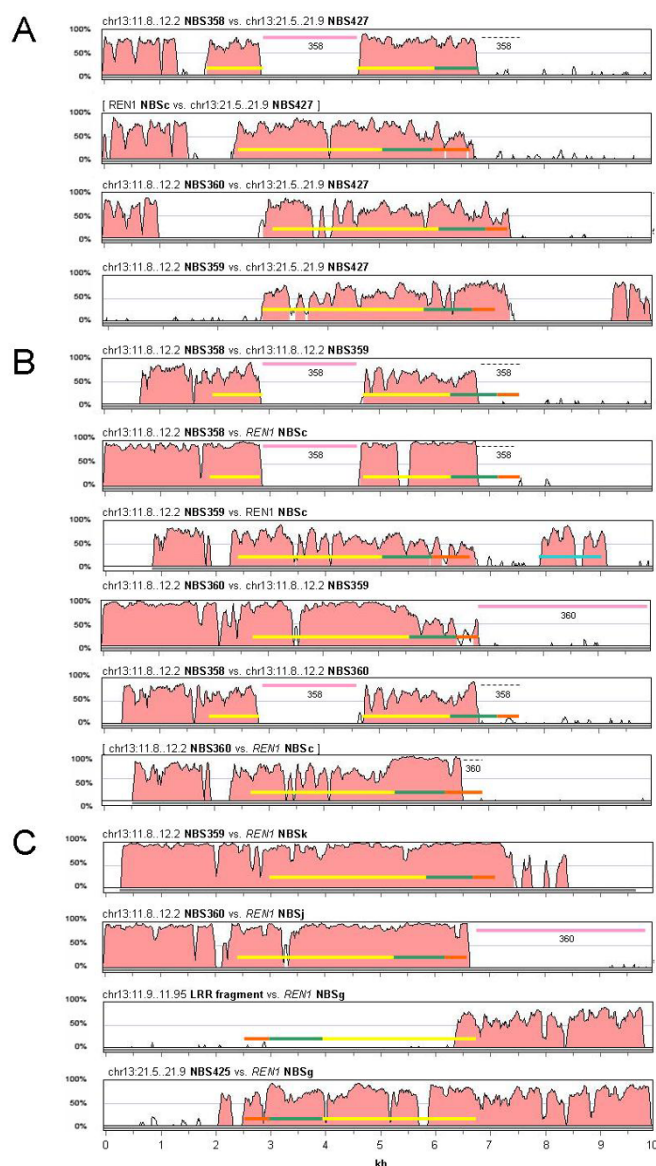 A
chr13:11.8..12.2 NBS358 vs. chr13:21.5..21.9 NBS427
100%
50%
0%
358
358
[ REN1 NBSc vs. chr13:21.5..21.9 NBS427 ]
100%
50%
0%
chr13:11.8..12.2 NBS360 vs. chr13:21.5..21.9 NBS427
100%
50%
0%
chr13:11.8..12.2 NBS359 vs. chr13:21.5..21.9 NBS427
100%
50%
0%
B
chr13:11.8..12.2 NBS358 vs. chr13:11.8..12.2 NBS359
100%
50%
0%
358
358
chr13:11.8..12.2 NBS358 vs. REN1 NBSc
100%
50%
0%
358
358
chr13:11.8..12.2 NBS359 vs. REN1 NBSc
100%
50%
0%
chr13:11.8..12.2 NBS360 vs. chr13:11.8..12.2 NBS359
100%
50%
0%
360
chr13:11.8..12.2 NBS358 vs. chr13:11.8..12.2 NBS360
100%
50%
0%
358
358
[ chr13:11.8..12.2 NBS360 vs. REN1 NBSc ]
100%
50%
0%
360
C
chr13:11.8..12.2 NBS359 vs. REN1 NBSk
100%
50%
0%
chr13:11.8..12.2 NBS360 vs. REN1 NBSj
100%
50%
0%
360
chr13:11.9..11.95 LRR fragment vs. REN1 NBSg
100%
50%
0%
chr13:21.5..21.9 NBS425 vs. REN1 NBSg
100%
50%
0%
0 1 2 3 4 5 6 7 8 9 10
kb